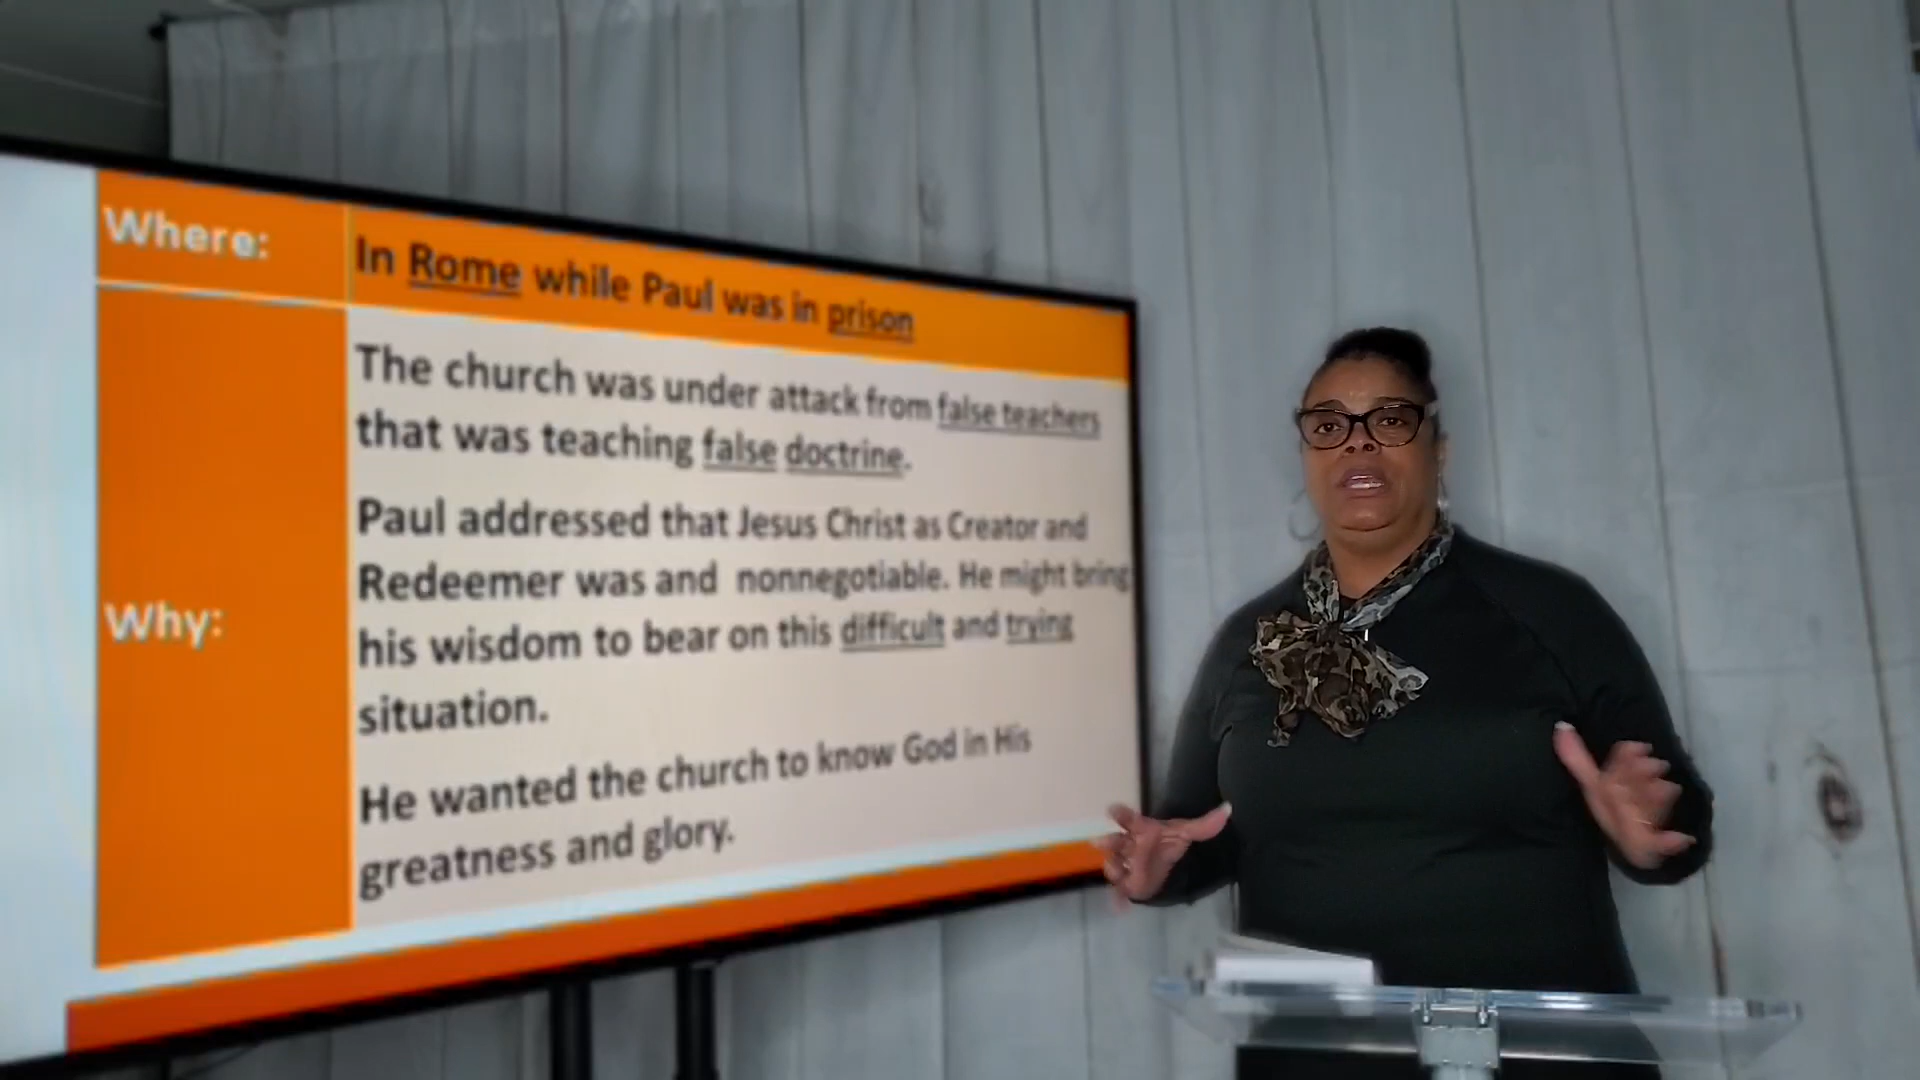 Where:
In Rome while Paul was in prison
Why:
The church was under attack from false teachers
that was teaching false doctrine.
Paul addressed that Jesus Christ as Creator and
Redeemer was and nonnegotiable. He might bring
his wisdom to bear on this difficult and trying
situation.
He wanted the church to know God in His
greatness and glory.